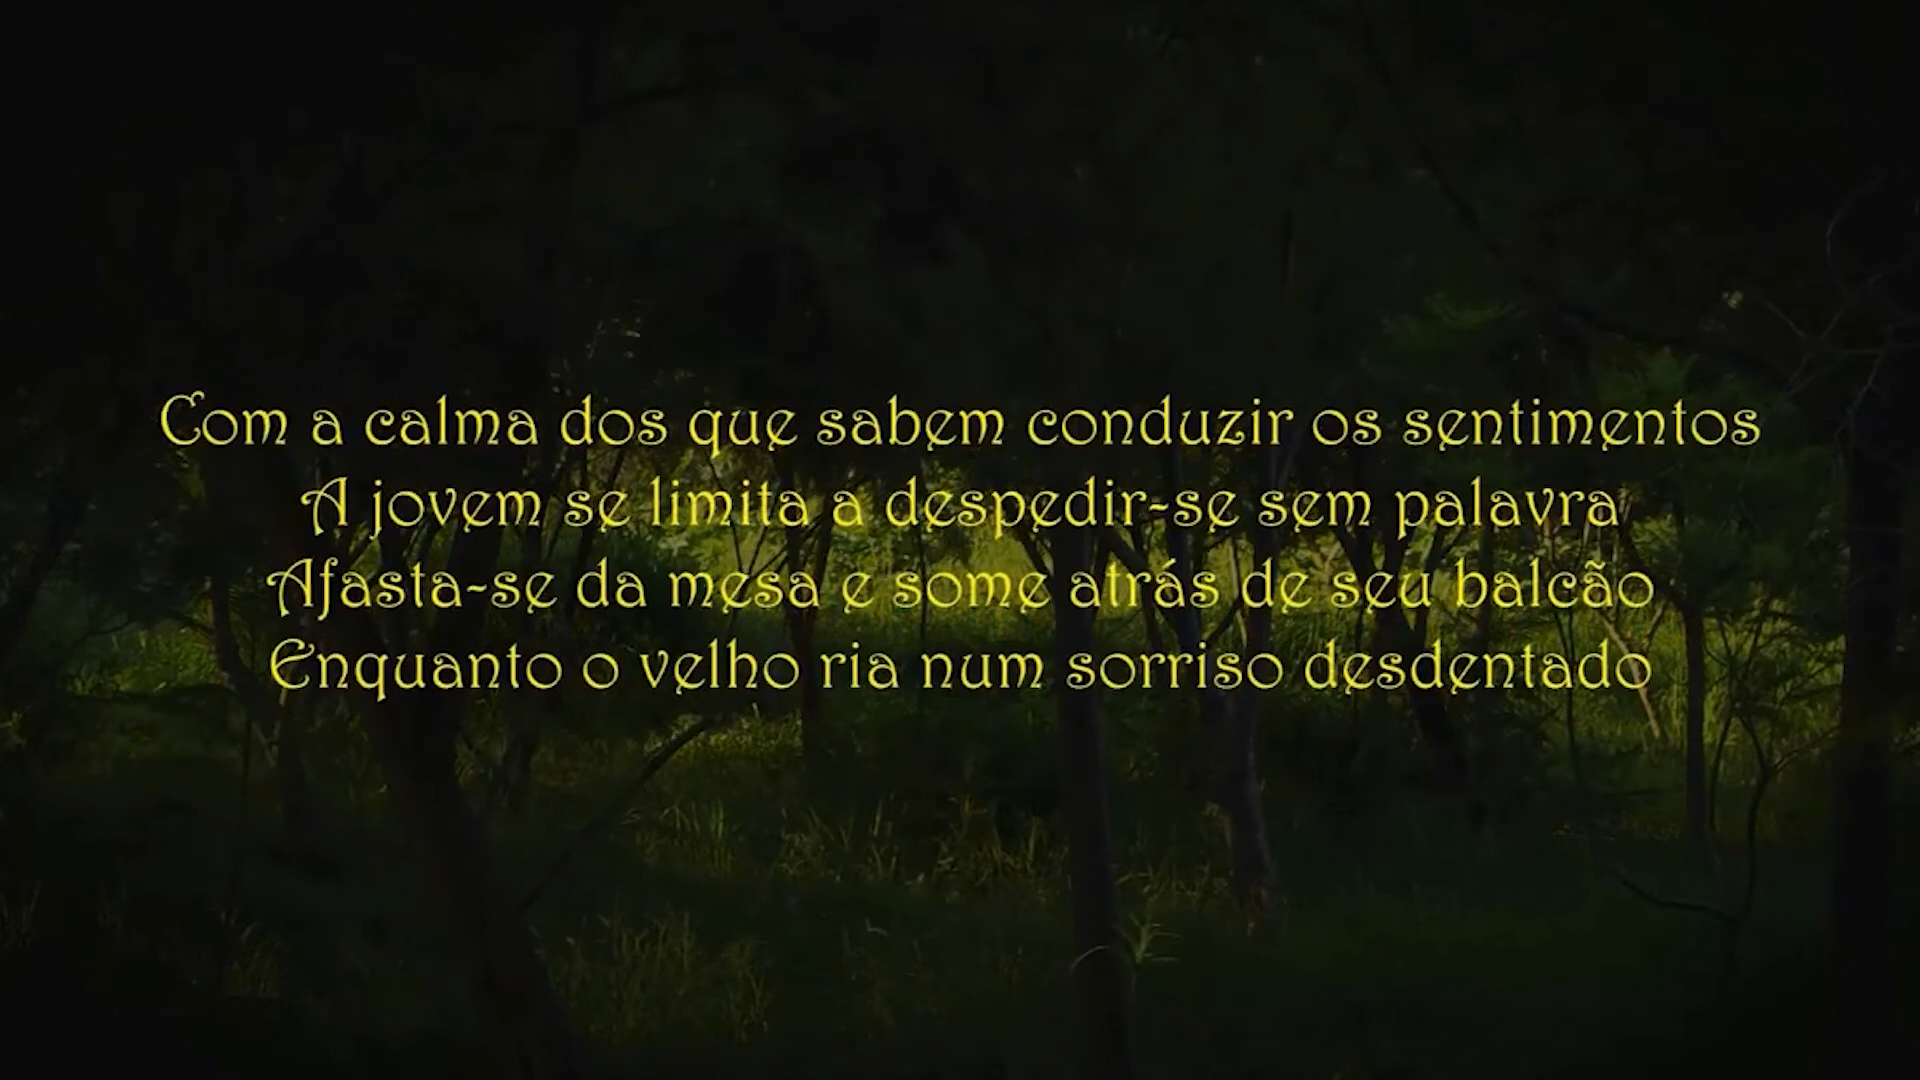 Com a calma dos que sabem conduzir os sentimentos
A jovem se limita a despedir-se sem palavra
Afasta-se da mesa e some atrás de seu balcão
Enquanto o velho ria num sorriso desdentado